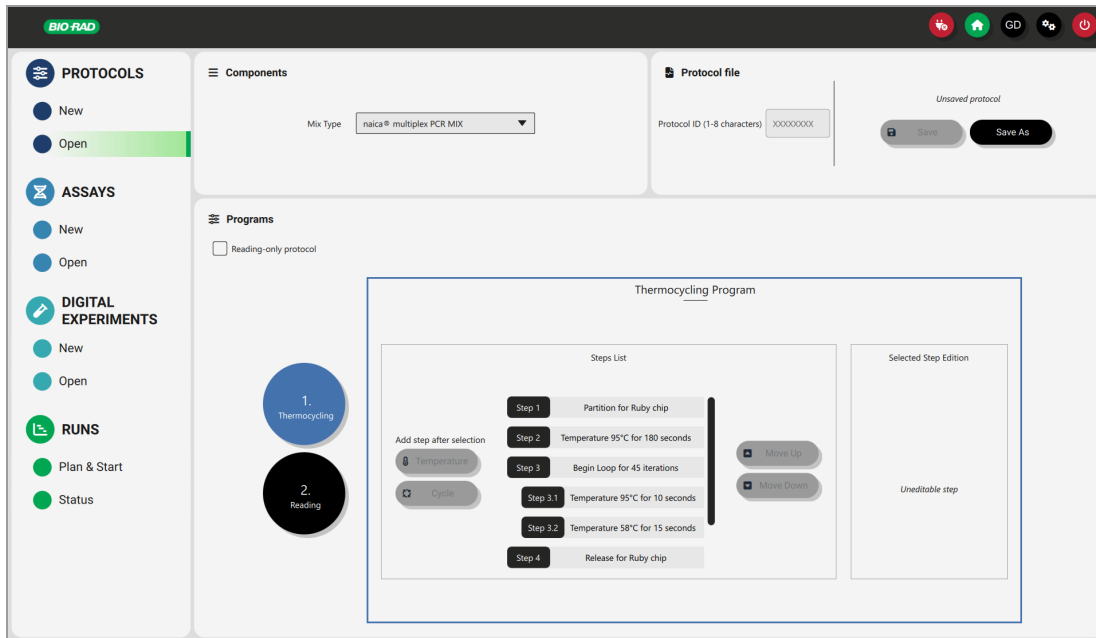 BIO-RAD
GD
PROTOCOLS
New
Open
ASSAYS
New
Open
DIGITAL
EXPERIMENTS
New
Open
RUNS
Plan & Start
Status
Components
Mix Type
naica® multiplex PCR MIX
Protocol file
Protocol ID (1-8 characters)
XXXXXXXX
Unsaved protocol
Save
Save As
Programs
Reading-only protocol
1.
Thermocycling
2.
Reading
Thermocycling Program
Steps List
Add step after selection
Temperature
Cycle
Step 1 Partition for Ruby chip
Step 2 Temperature 95°C for 180 seconds
Step 3 Begin Loop for 45 iterations
Step 3.1 Temperature 95°C for 10 seconds
Step 3.2 Temperature 58°C for 15 seconds
Step 4 Release for Ruby chip
Move Up
Move Down
Selected Step Edition
Uneditable step